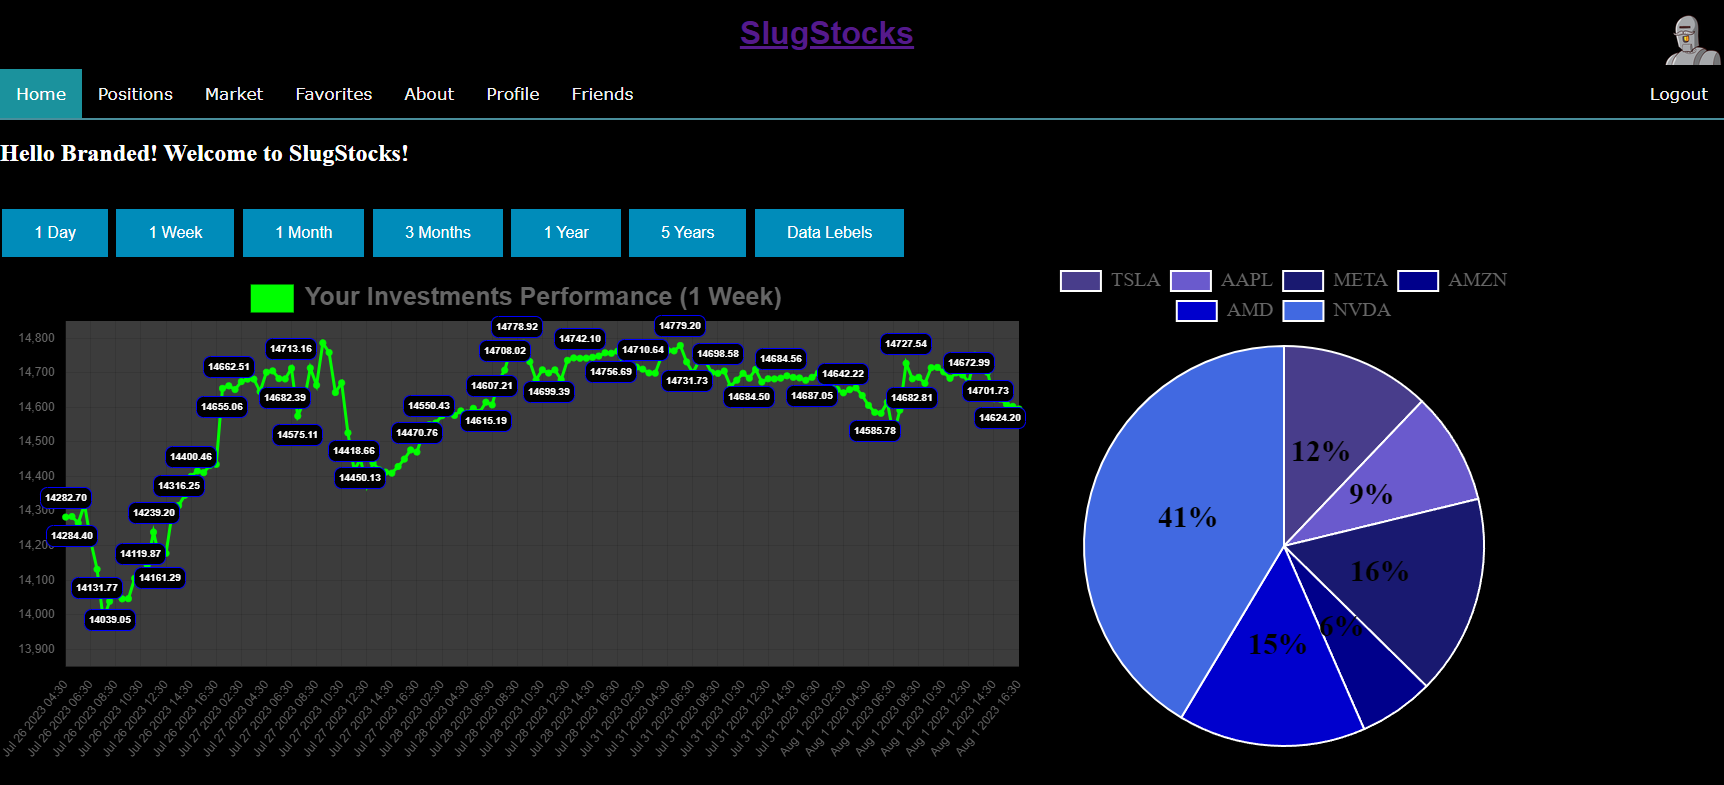 SlugStocks
Home Positions Market Favorites About Profile Friends Logout
Hello Branded! Welcome to SlugStocks!
1 Day 1 Week 1 Month 3 Months 1 Year 5 Years Data Lebels
Your Investments Performance (1 Week)
14,800
14,700
14,600
14,500
14,400
14,300
14,200
14,100
14,000
13,900
14282.70
14284.40
14131.77
14039.05
14119.87
14239.20
14161.29
14316.25
14400.46
14655.06
14662.51
14682.39
14713.16
14575.11
14418.66
14450.13
14470.76
14550.43
14615.19
14607.21
14708.02
14778.92
14699.39
14742.10
14756.69
14710.64
14779.20
14731.73
14698.58
14684.50
14684.56
14687.05
14642.22
14585.78
14727.54
14682.81
14672.99
14701.73
14624.20
Jul 26 2023 04:30
Jul 26 2023 06:30
Jul 26 2023 08:30
Jul 26 2023 10:30
Jul 26 2023 12:30
Jul 26 2023 14:30
Jul 26 2023 16:30
Jul 27 2023 02:30
Jul 27 2023 04:30
Jul 27 2023 06:30
Jul 27 2023 08:30
Jul 27 2023 10:30
Jul 27 2023 12:30
Jul 27 2023 14:30
Jul 27 2023 16:30
Jul 28 2023 02:30
Jul 28 2023 04:30
Jul 28 2023 06:30
Jul 28 2023 08:30
Jul 28 2023 10:30
Jul 28 2023 12:30
Jul 28 2023 14:30
Jul 28 2023 16:30
Jul 31 2023 02:30
Jul 31 2023 04:30
Jul 31 2023 06:30
Jul 31 2023 08:30
Jul 31 2023 10:30
Jul 31 2023 12:30
Jul 31 2023 14:30
Jul 31 2023 16:30
Aug 1 2023 02:30
Aug 1 2023 04:30
Aug 1 2023 06:30
Aug 1 2023 08:30
Aug 1 2023 10:30
Aug 1 2023 12:30
Aug 1 2023 14:30
Aug 1 2023 16:30
TSLA AAPL META AMZN
AMD NVDA
12%
9%
41%
16%
6%
15%